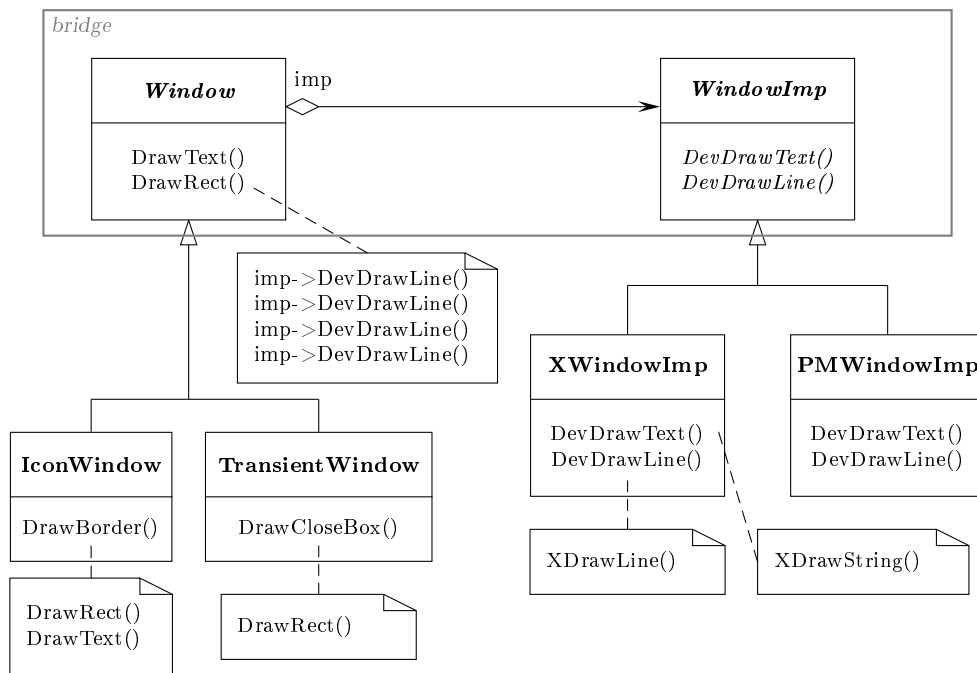 bridge
Window
imp
WindowImp
DrawText()
DrawRect()
DevDrawText()
DevDrawLine()
imp->DevDrawLine()
imp->DevDrawLine()
imp->DevDrawLine()
imp->DevDrawLine()
XWindowImp
PMWindowImp
DevDrawText()
DevDrawLine()
DevDrawText()
DevDrawLine()
IconWindow
TransientWindow
DrawBorder()
DrawCloseBox()
XDrawLine()
XDrawString()
DrawRect()
DrawText()
DrawRect()